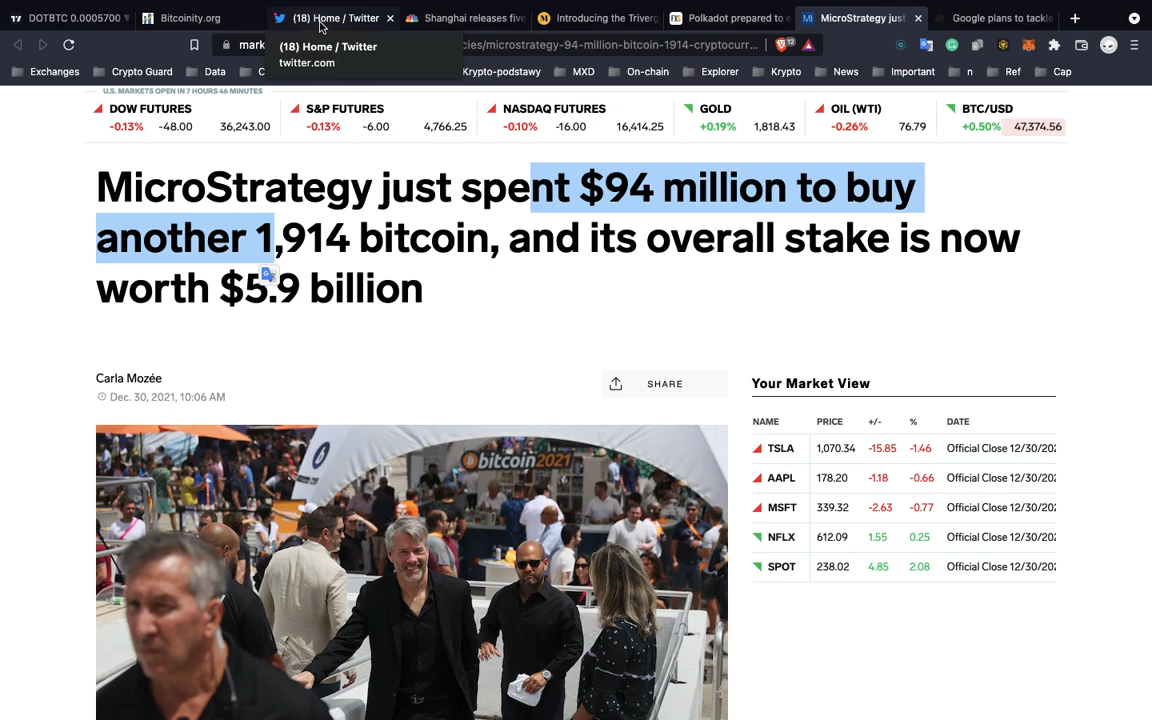 DOTBTC 0.0005700
Bitcoinity.org
(18) Home / Twitter
Shanghai releases five
Introducing the Triverg
Polkadot prepared to e
MicroStrategy just
Google plans to tackle
mark
cies/microstrategy-94-million-bitcoin-1914-cryptocurr...
12
(18) Home / Twitter
twitter.com
Exchanges
Crypto Guard
Data
C
Krypto-podstawy
MXD
On-chain
Explorer
Krypto
News
Important
n
Ref
Cap
U.S. MARKETS OPEN IN 7 HOURS 46 MINUTES
DOW FUTURES
-0.13% -48.00 36,243.00
S&P FUTURES
-0.13% -6.00 4,766.25
NASDAQ FUTURES
-0.10% -16.00 16,414.25
GOLD
+0.19% 1,818.43
OIL (WTI)
-0.26% 76.79
BTC/USD
+0.50% 47,374.56
MicroStrategy just spent $94 million to buy
another 1,914 bitcoin, and its overall stake is now
worth $5.9 billion
Carla Mozée
Dec. 30, 2021, 10:06 AM
SHARE
Your Market View
NAME PRICE +/- % DATE
TSLA 1,070.34 -15.85 -1.46 Official Close 12/30/202
AAPL 178.20 -1.18 -0.66 Official Close 12/30/202
MSFT 339.32 -2.63 -0.77 Official Close 12/30/202
NFLX 612.09 1.55 0.25 Official Close 12/30/202
SPOT 238.02 4.85 2.08 Official Close 12/30/202
bitcoin2021